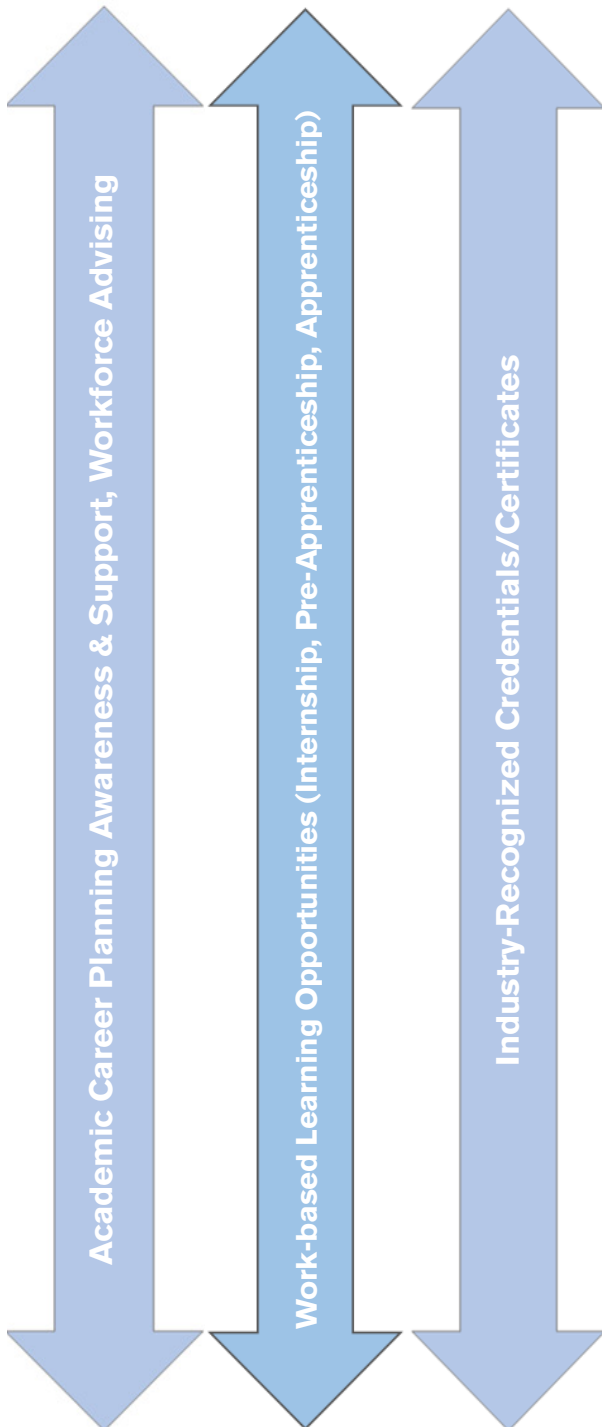 Academic Career Planning Awareness & Support, Workforce Advising
Work-based Learning Opportunities (Internship, Pre-Apprenticeship, Apprenticeship)
Industry-Recognized Credentials/Certificates